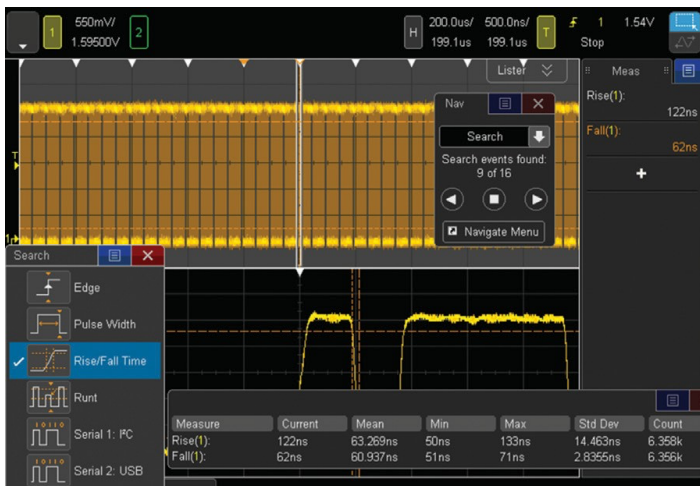 1
550mV/
1.59500V
2
H
200.0us/
199.1us
500.0ns/
199.1us
T
1
1.54V
Stop
Lister
Meas
Rise(1):
122ns
Fall(1):
62ns
+
Nav
Search
Search events found:
9 of 16
Navigate Menu
T
Search
Edge
Pulse Width
Rise/Fall Time
Runt
Serial 1: I²C
Serial 2: USB
Measure Current Mean Min Max Std Dev Count
Rise(1): 122ns 63.269ns 50ns 133ns 14.463ns 6.358k
Fall(1): 62ns 60.937ns 51ns 71ns 2.8355ns 6.356k